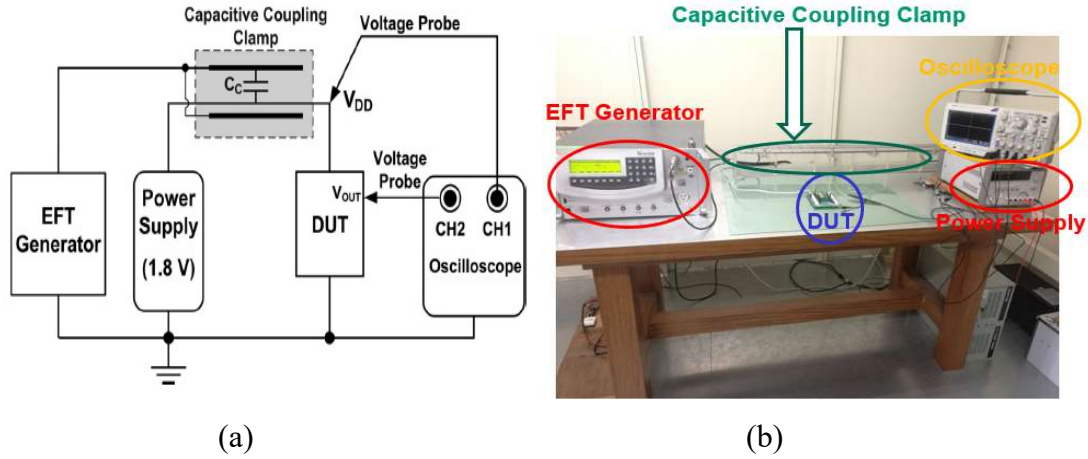 Capacitive Coupling
Clamp
Voltage Probe
CC
VDD
EFT
Generator
Power
Supply
(1.8 V)
Voltage
Probe
VOUT
DUT
CH2
CH1
Oscilloscope
(a)
Capacitive Coupling Clamp
Oscilloscope
EFT Generator
DUT
Power Supply
(b)